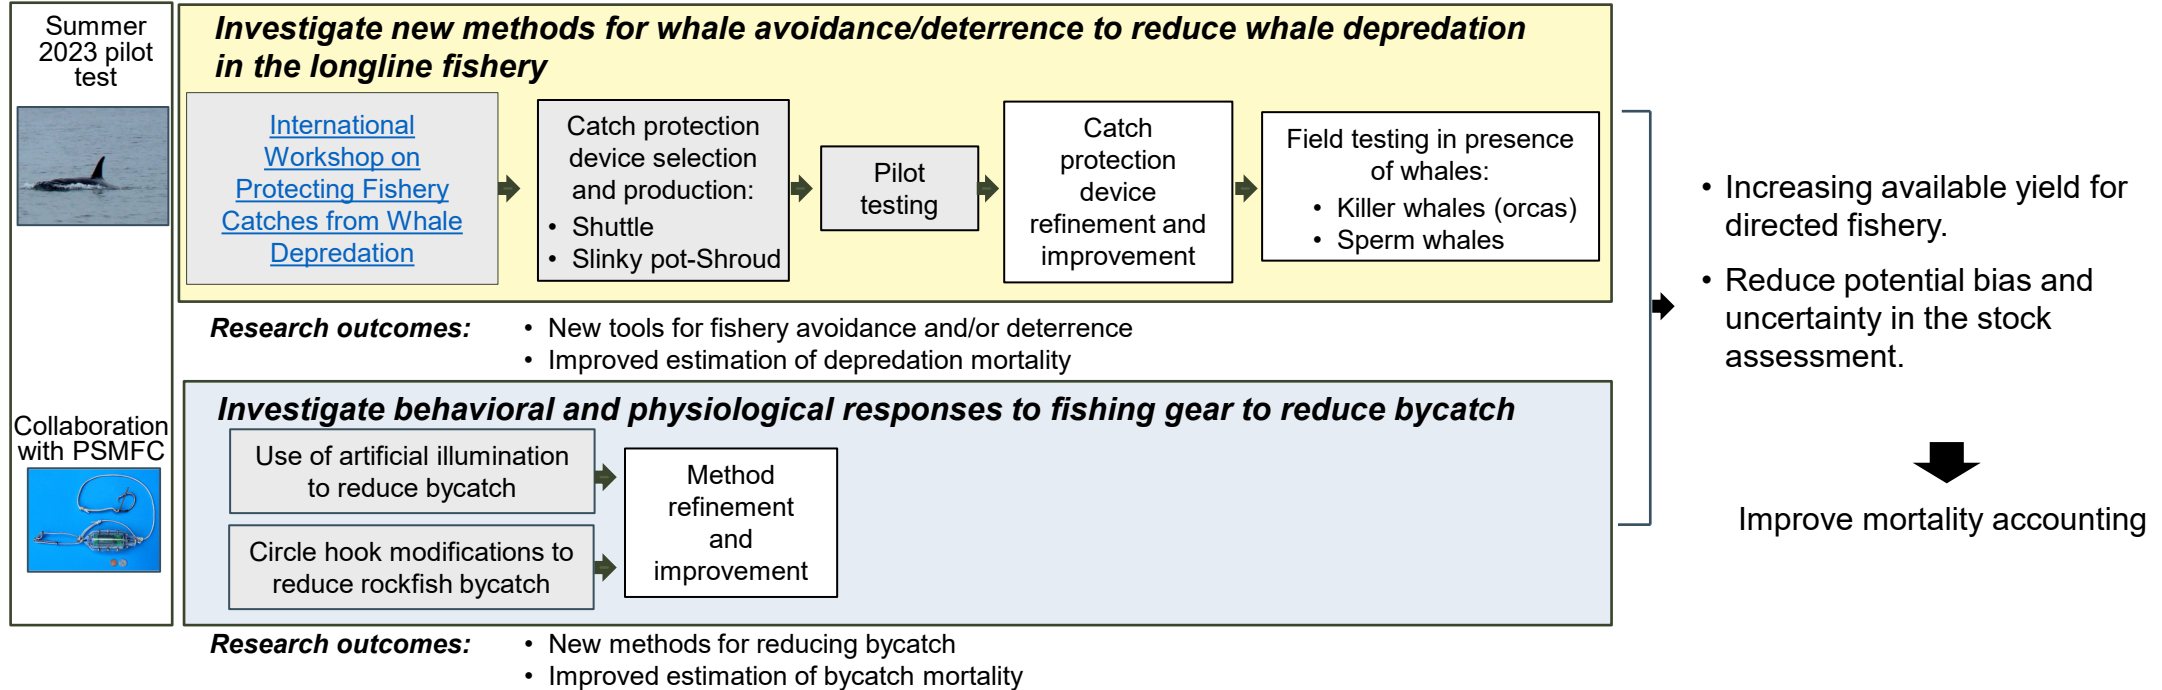 Summer
2023 pilot
test
Investigate new methods for whale avoidance/deterrence to reduce whale depredation
in the longline fishery
International
Workshop on
Protecting Fishery
Catches from Whale
Depredation
Catch protection
device selection
and production:
• Shuttle
• Slinky pot-Shroud
Pilot
testing
Catch
protection
device
refinement and
improvement
Field testing in presence
of whales:
• Killer whales (orcas)
• Sperm whales
Research outcomes:
• New tools for fishery avoidance and/or deterrence
• Improved estimation of depredation mortality
Collaboration
with PSMFC
Investigate behavioral and physiological responses to fishing gear to reduce bycatch
Use of artificial illumination
to reduce bycatch
Circle hook modifications to
reduce rockfish bycatch
Method
refinement
and
improvement
Research outcomes:
• New methods for reducing bycatch
• Improved estimation of bycatch mortality
• Increasing available yield for
directed fishery.
• Reduce potential bias and
uncertainty in the stock
assessment.
Improve mortality accounting